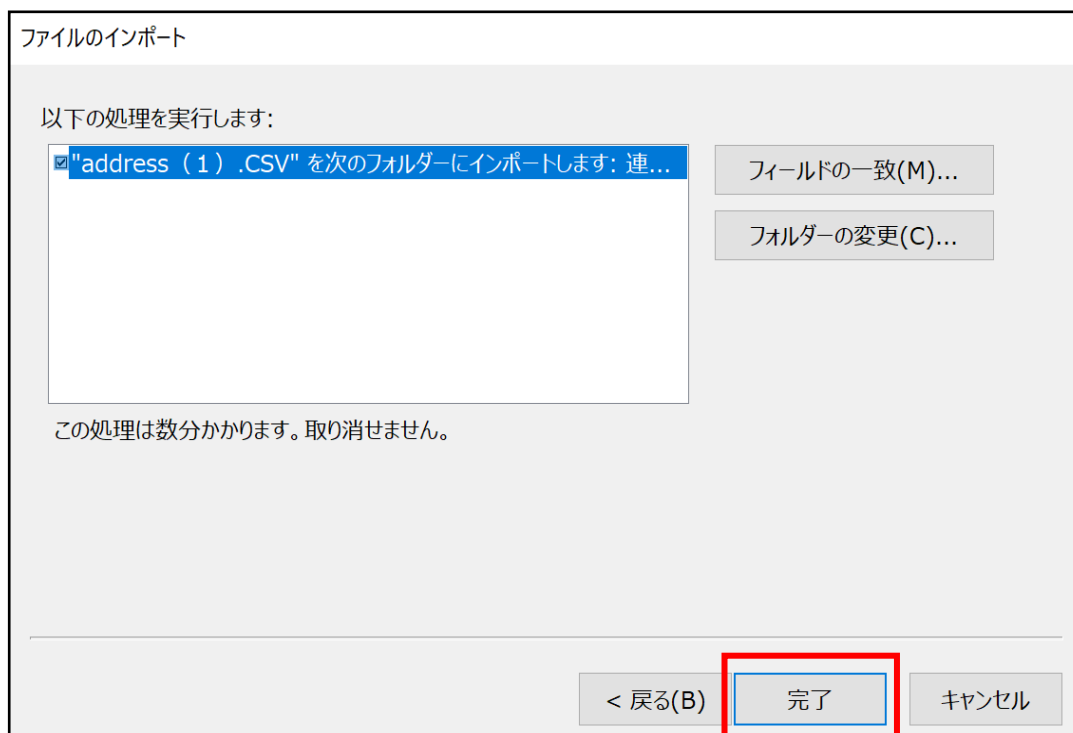 ファイルのインポート
以下の処理を実行します:
"address（1）.CSV" を次のフォルダーにインポートします: 連...
フィールドの一致(M)...
フォルダーの変更(C)...
この処理は数分かかります。取り消せません。
< 戻る(B)
完了
キャンセル